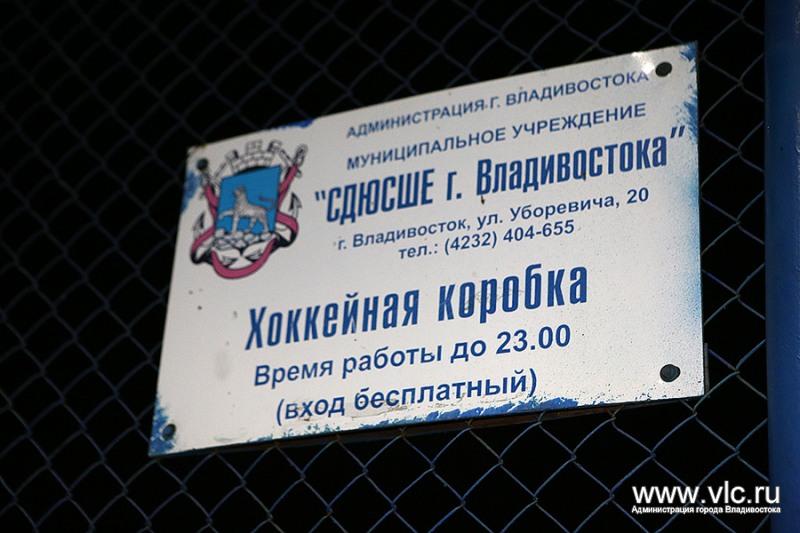 АДМИНИСТРАЦИЯ Г. ВЛАДИВОСТОКА
МУНИЦИПАЛЬНОЕ УЧРЕЖДЕНИЕ
"СДЮСШЕ г. Владивостока"
г. Владивосток, ул. Уборевича, 20
тел.: (4232) 404-655
Хоккейная коробка
Время работы до 23.00
(вход бесплатный)
www.vlc.ru
Администрация города Владивостока